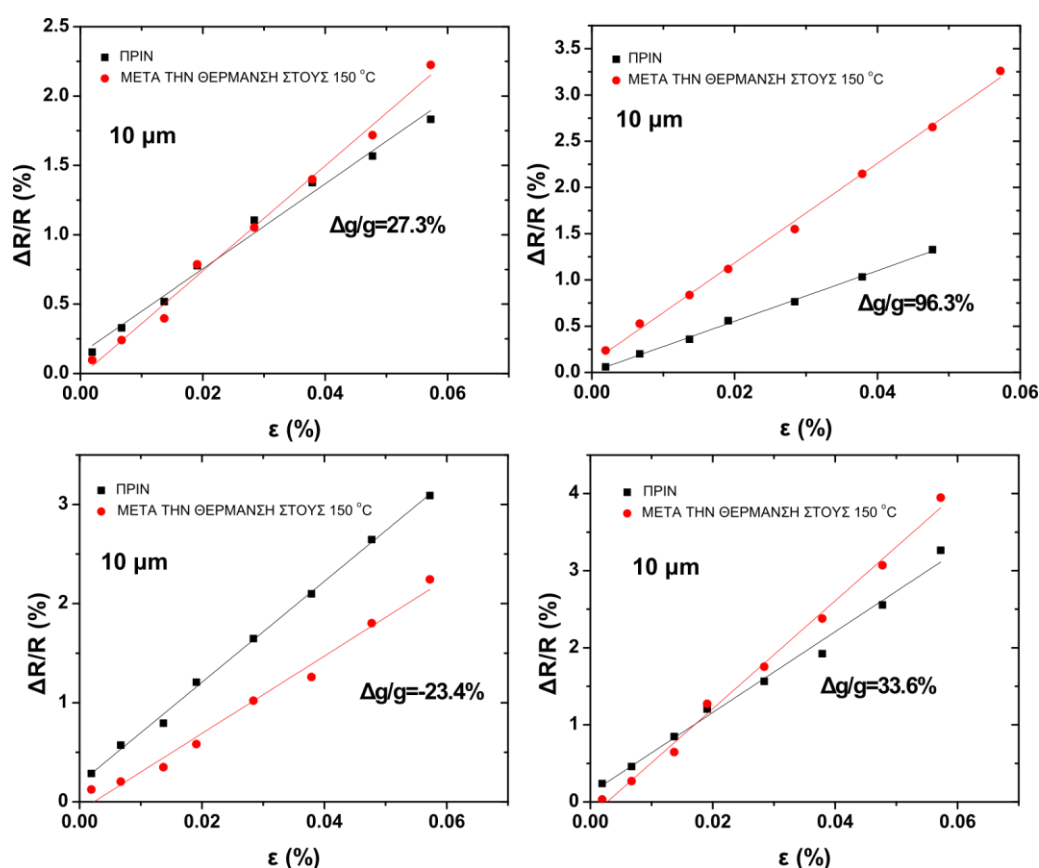 2.5
2.0
1.5
1.0
0.5
0.0
ΔR/R (%)
ΠΡΙΝ
ΜΕΤΑ ΤΗΝ ΘΕΡΜΑΝΣΗ ΣΤΟΥΣ 150 °C
10 μm
Δg/g=27.3%
0.00 0.02 0.04 0.06
ε (%)
3.5
3.0
2.5
2.0
1.5
1.0
0.5
0.0
ΔR/R (%)
ΠΡΙΝ
ΜΕΤΑ ΤΗΝ ΘΕΡΜΑΝΣΗ ΣΤΟΥΣ 150 °C
10 μm
Δg/g=96.3%
0.00 0.02 0.04 0.06
ε (%)
3
2
1
0
ΔR/R (%)
ΠΡΙΝ
ΜΕΤΑ ΤΗΝ ΘΕΡΜΑΝΣΗ ΣΤΟΥΣ 150 °C
10 μm
Δg/g=-23.4%
0.00 0.02 0.04 0.06
ε (%)
4
3
2
1
0
ΔR/R (%)
ΠΡΙΝ
ΜΕΤΑ ΤΗΝ ΘΕΡΜΑΝΣΗ ΣΤΟΥΣ 150 °C
10 μm
Δg/g=33.6%
0.00 0.02 0.04 0.06
ε (%)